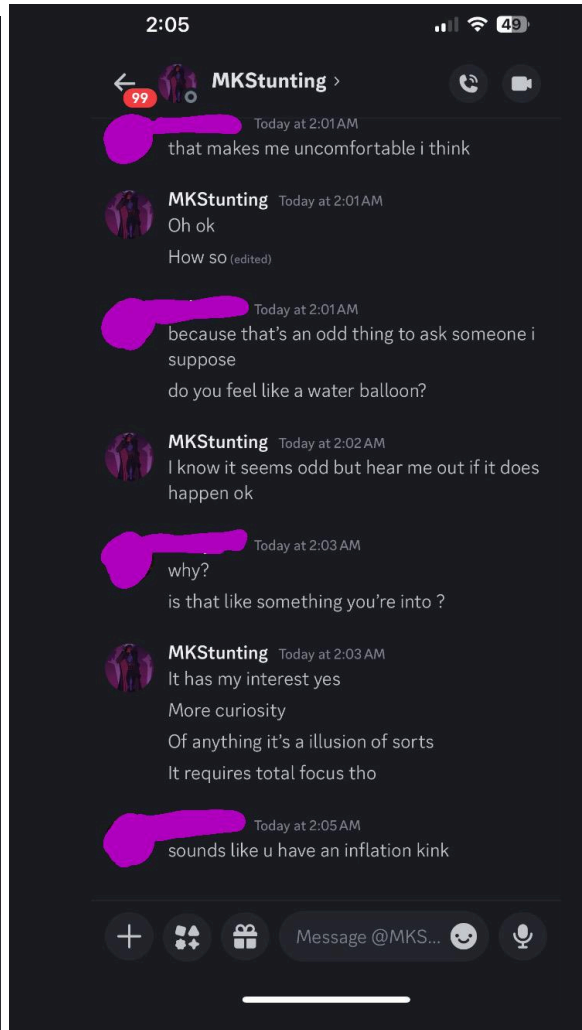 2:05
49
99
MKStunting ›
Today at 2:01 AM
that makes me uncomfortable i think
MKStunting Today at 2:01 AM
Oh ok
How so (edited)
Today at 2:01 AM
because that's an odd thing to ask someone i
suppose
do you feel like a water balloon?
MKStunting Today at 2:02 AM
I know it seems odd but hear me out if it does
happen ok
Today at 2:03 AM
why?
is that like something you're into ?
MKStunting Today at 2:03 AM
It has my interest yes
More curiosity
Of anything it's a illusion of sorts
It requires total focus tho
Today at 2:05 AM
sounds like u have an inflation kink
Message @MKS...